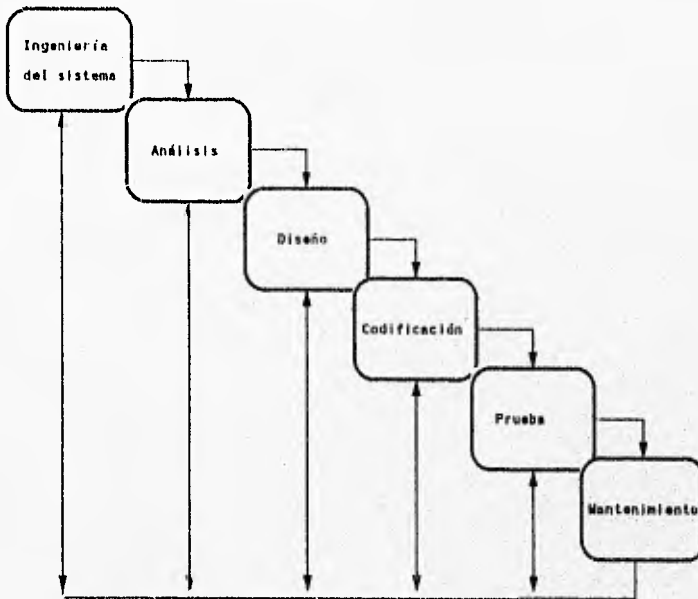 Ingeniería
del sistema
Análisis
Diseño
Codificación
Prueba
Mantenimiento